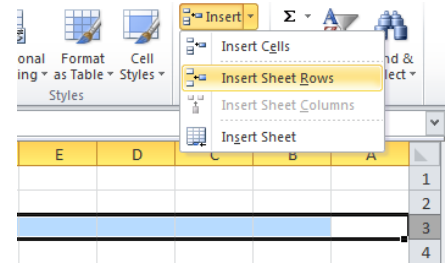 Insert
Σ
onal Format Cell
ing as Table Styles
Styles
nd &
lect
Insert Cells
Insert Sheet Rows
Insert Sheet Columns
Insert Sheet
E D C B A
1
2
3
4